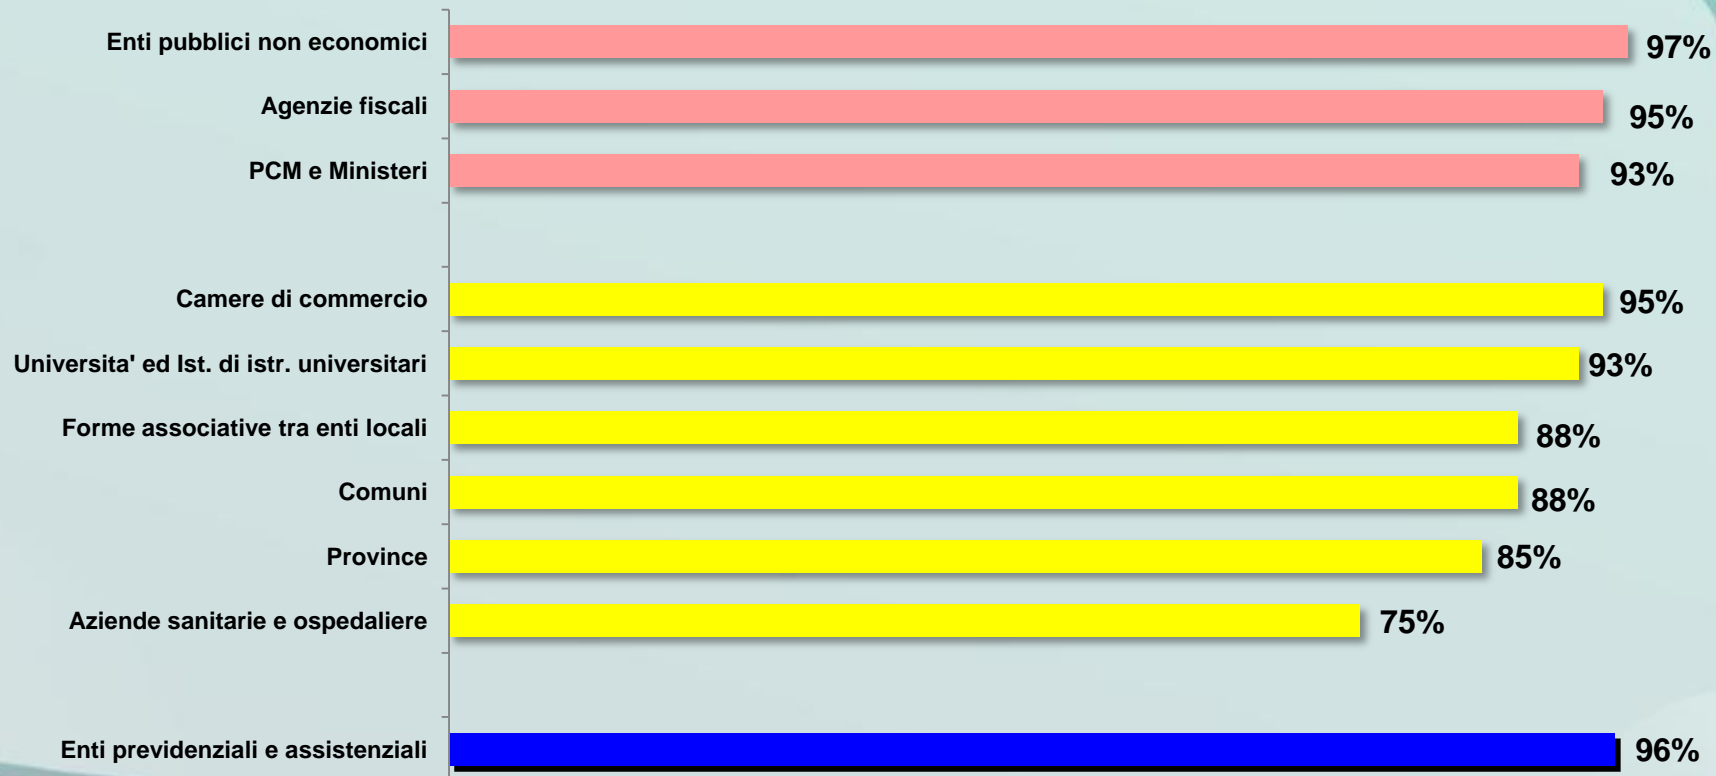 Enti pubblici non economici 97%
Agenzie fiscali 95%
PCM e Ministeri 93%
Camere di commercio 95%
Universita' ed Ist. di istr. universitari 93%
Forme associative tra enti locali 88%
Comuni 88%
Province 85%
Aziende sanitarie e ospedaliere 75%
Enti previdenziali e assistenziali 96%